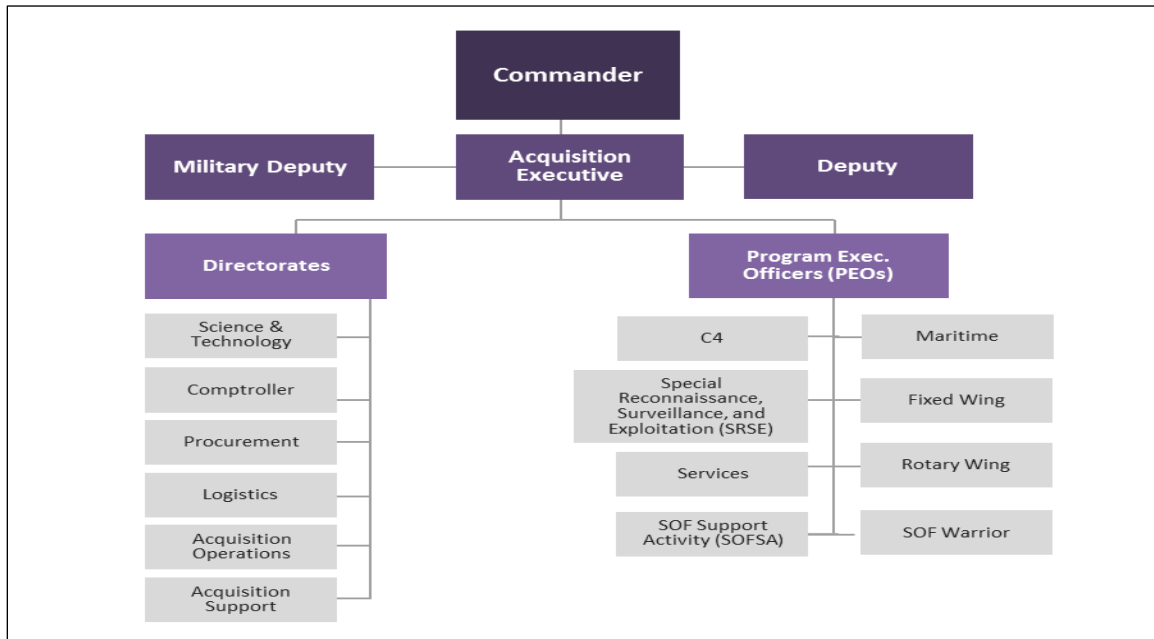 Commander
Military Deputy
Acquisition
Executive
Deputy
Directorates
Program Exec.
Officers (PEOs)
Science &
Technology
Comptroller
Procurement
Logistics
Acquisition
Operations
Acquisition
Support
C4
Special
Reconnaissance,
Surveillance, and
Exploitation (SRSE)
Services
SOF Support
Activity (SOFSA)
Maritime
Fixed Wing
Rotary Wing
SOF Warrior